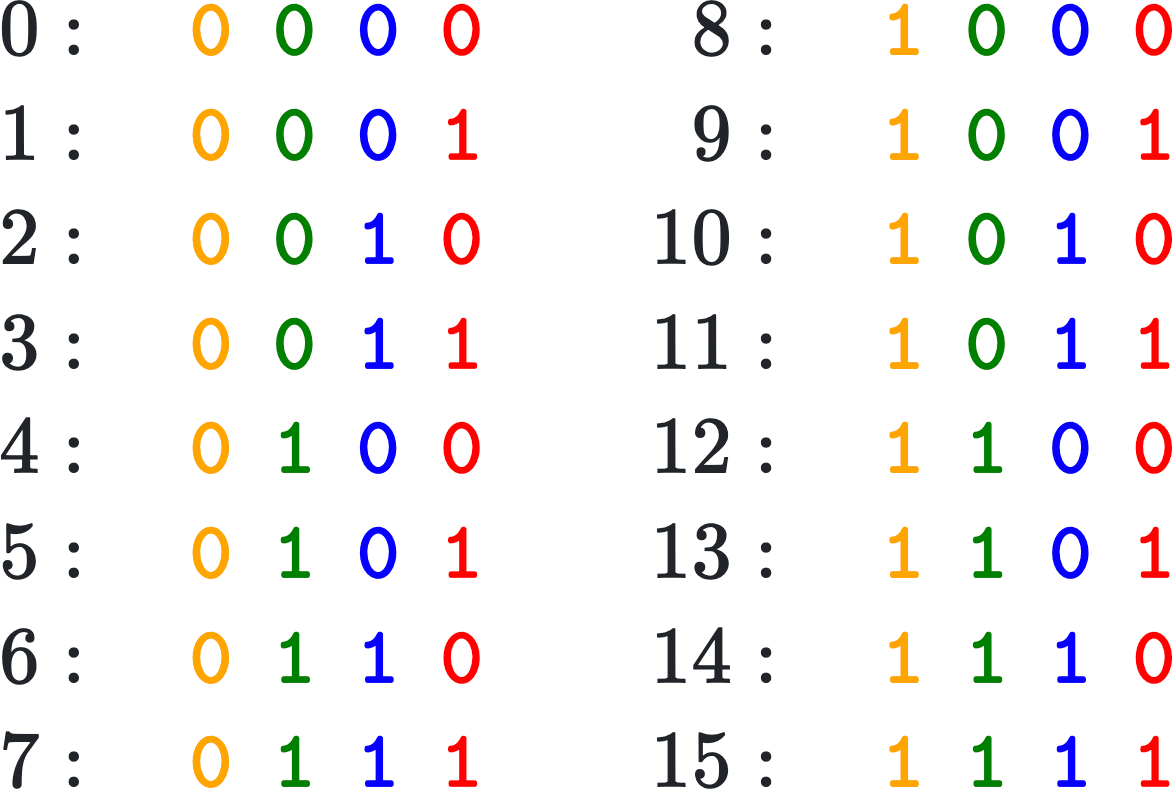 0 : 0 0 0 0 8 : 1 0 0 0
1 : 0 0 0 1 9 : 1 0 0 1
2 : 0 0 1 0 10 : 1 0 1 0
3 : 0 0 1 1 11 : 1 0 1 1
4 : 0 1 0 0 12 : 1 1 0 0
5 : 0 1 0 1 13 : 1 1 0 1
6 : 0 1 1 0 14 : 1 1 1 0
7 : 0 1 1 1 15 : 1 1 1 1